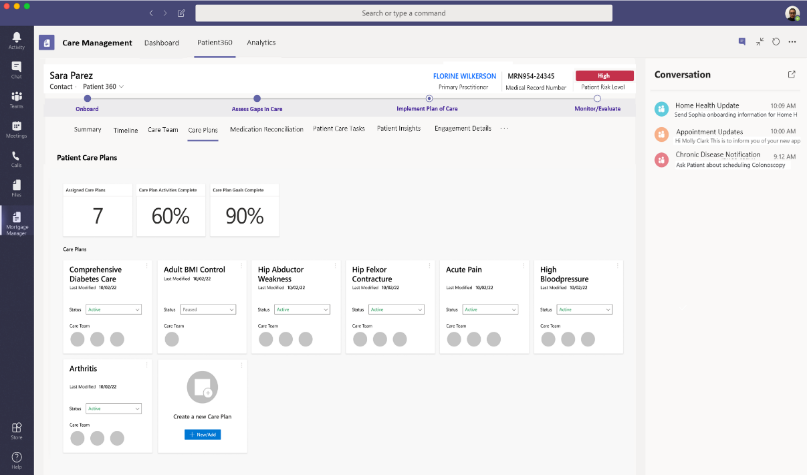 Search or type a command
Activity
Chat
Teams
Meetings
Calls
Files
Mortgage
Manager
Store
Help
Care Management
Dashboard
Patient360
Analytics
Sara Parez
Contact · Patient 360
FLORINE WILKERSON
Primary Practitioner
MRN954-24345
Medical Record Number
High
Patient Risk Level
Onboard
Assess Gaps in Care
Implement Plan of Care
Monitor/Evaluate
Summary
Timeline
Care Team
Care Plans
Medication Reconciliation
Patient Care Tasks
Patient Insights
Engagement Details
Patient Care Plans
Assigned Care Plans
7
Care Plan Activities Complete
60%
Care Plan Goals Complete
90%
Care Plans
Comprehensive
Diabetes Care
Last Modified 10/02/22
Status Active
Care Team
Adult BMI Control
Last Modified 10/02/22
Status Paused
Care Team
Hip Abductor
Weakness
Last Modified 10/02/22
Status Active
Care Team
Hip Felxor
Contracture
Last Modified 10/02/22
Status Active
Care Team
Acute Pain
Last Modified 10/02/22
Status Active
Care Team
High
Bloodpressure
Last Modified 10/02/22
Status Active
Care Team
Arthritis
Last Modified 10/02/22
Status Active
Care Team
Create a new Care Plan
+ New/Add
Conversation
Home Health Update 10:09 AM
Send Sophie onboarding information for Home H
Appointment Updates 10:00 AM
Hi Molly Clark This is to inform you of your new app
Chronic Disease Notification 9:12 AM
Ask Patient about scheduling Colonoscopy